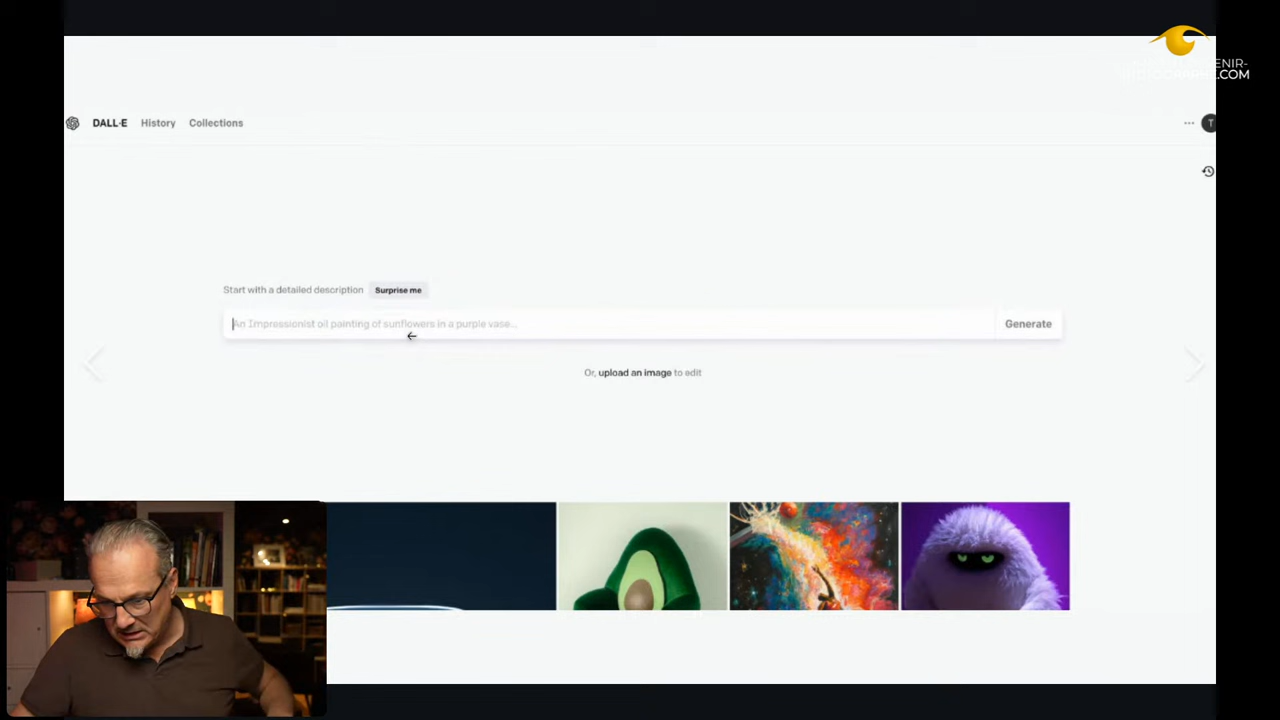 DALL·E History Collections
T
Start with a detailed description Surprise me
An Impressionist oil painting of sunflowers in a purple vase...
Generate
Or, upload an image to edit